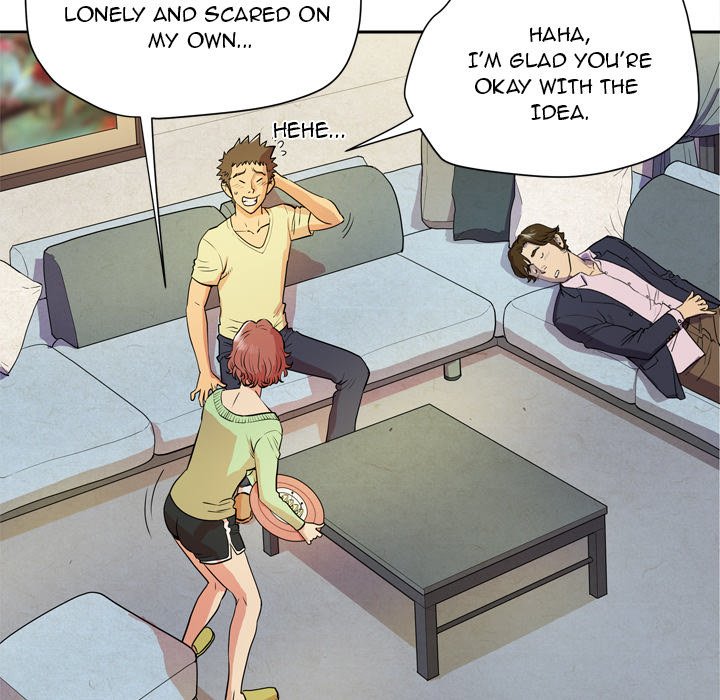 LONELY AND SCARED ON
MY OWN...
HAHA,
I'M GLAD YOU'RE
OKAY WITH THE
IDEA.
HEHE...